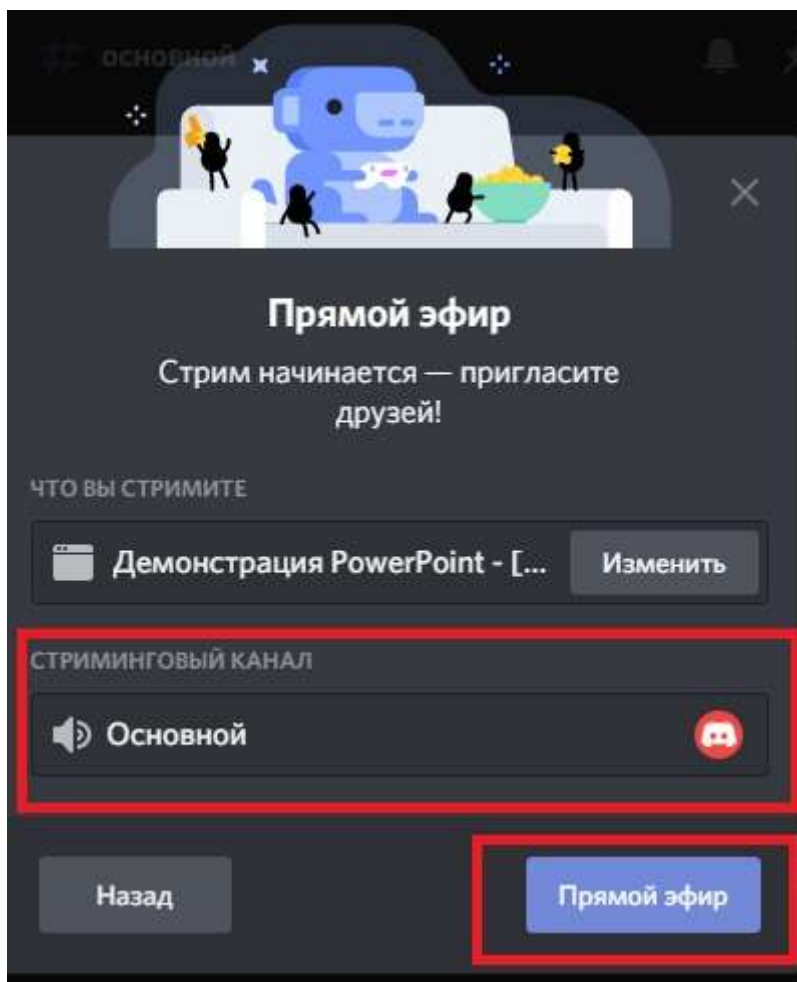 основной
Прямой эфир
Стрим начинается — пригласите
друзей!
ЧТО ВЫ СТРИМИТЕ
Демонстрация PowerPoint - [...
Изменить
СТРИМИНГОВЫЙ КАНАЛ
Основной
Назад
Прямой эфир